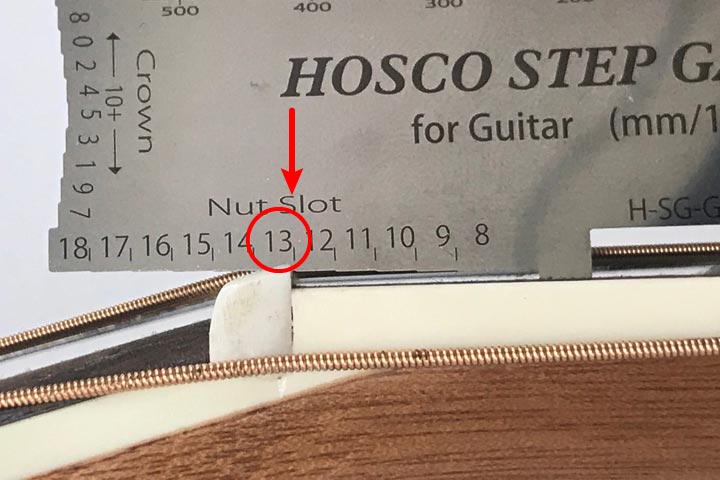 500 400 300
HOSCO STEP
for Guitar (mm/1
Crown
←10+→
8 0 2 4 5 3 1 9 7
Nut Slot
H-SG-G
18 17 16 15 14 13 12 11 10 9 8